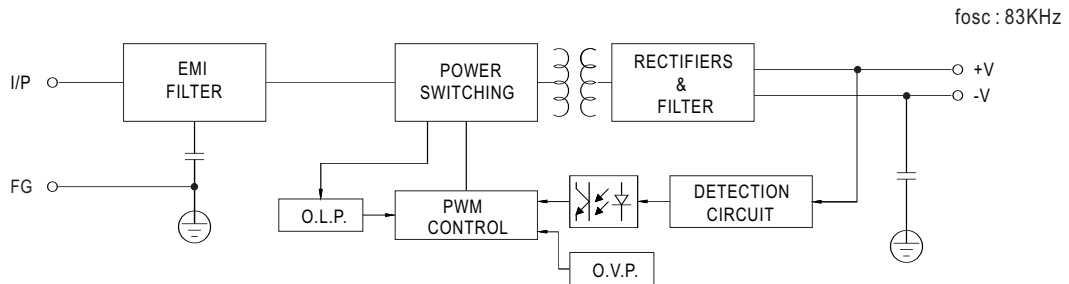 fosc : 83KHz
I/P
EMI
FILTER
POWER
SWITCHING
RECTIFIERS
&
FILTER
+V
-V
FG
O.L.P.
PWM
CONTROL
DETECTION
CIRCUIT
O.V.P.